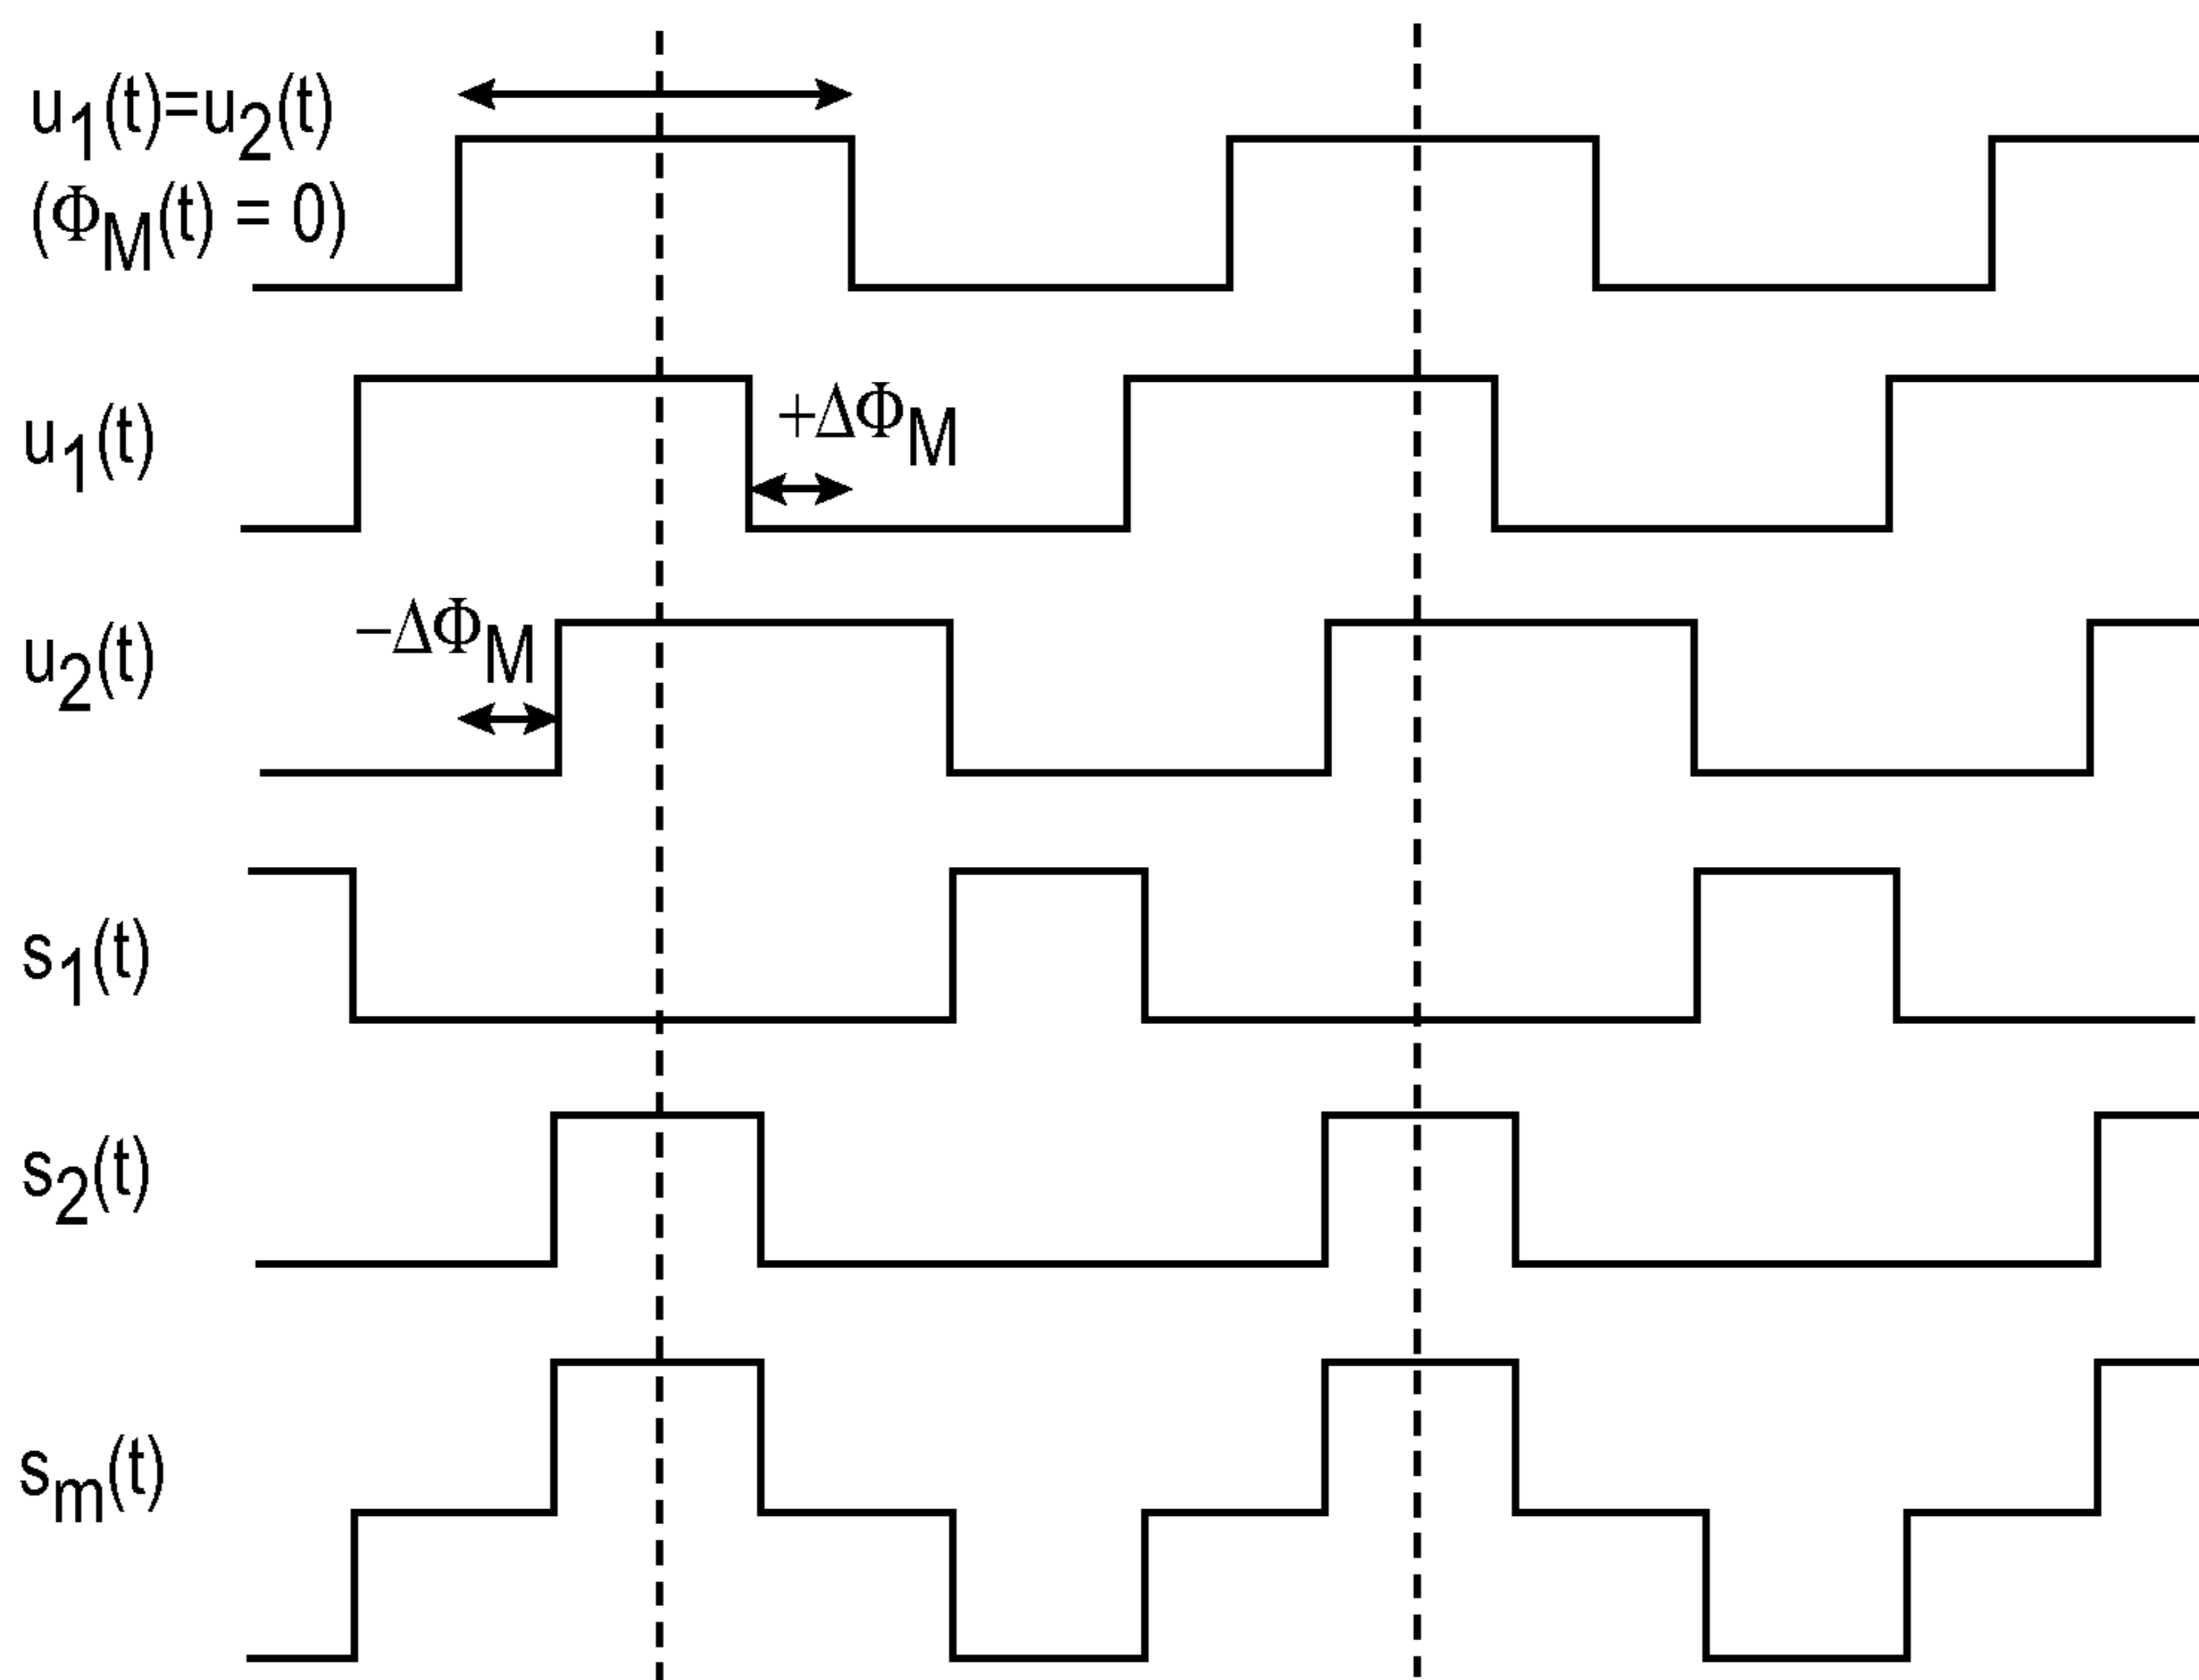 u1(t)=u2(t)
(ΦM(t) = 0)
u1(t)
+ΔΦM
−ΔΦM
u2(t)
s1(t)
s2(t)
sm(t)